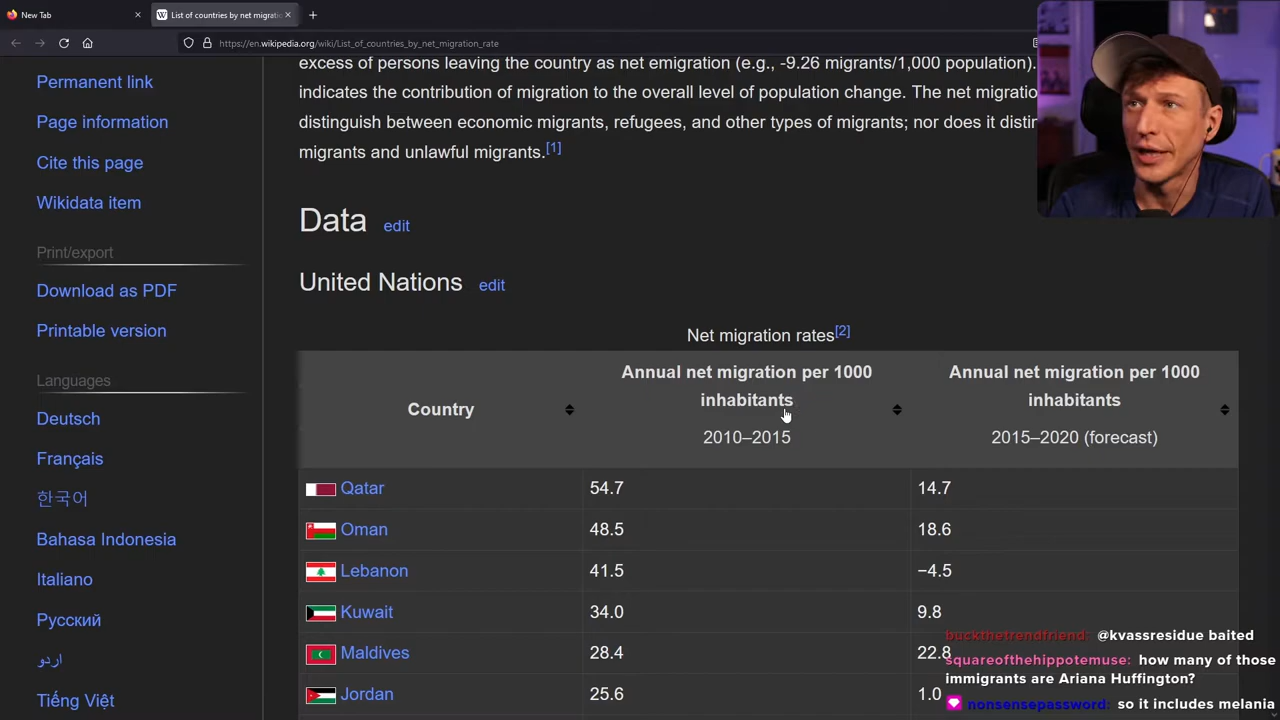 New Tab
List of countries by net migratio
https://en.wikipedia.org/wiki/List_of_countries_by_net_migration_rate
Permanent link
Page information
Cite this page
Wikidata item
Print/export
Download as PDF
Printable version
Languages
Deutsch
Français
한국어
Bahasa Indonesia
Italiano
Русский
اردو
Tiếng Việt
excess of persons leaving the country as net emigration (e.g., -9.26 migrants/1,000 population).
indicates the contribution of migration to the overall level of population change. The net migratio
distinguish between economic migrants, refugees, and other types of migrants; nor does it distin
migrants and unlawful migrants.[1]
Data edit
United Nations edit
Net migration rates[2]
Country
Annual net migration per 1000
inhabitants
2010–2015
Annual net migration per 1000
inhabitants
2015–2020 (forecast)
Qatar 54.7 14.7
Oman 48.5 18.6
Lebanon 41.5 −4.5
Kuwait 34.0 9.8
Maldives 28.4 22.8
Jordan 25.6 1.0
buckthetrendfriend: @kvassresidue baited
squareofthehippotemuse: how many of those
immigrants are Ariana Huffington?
nonsensepassword: so it includes melania